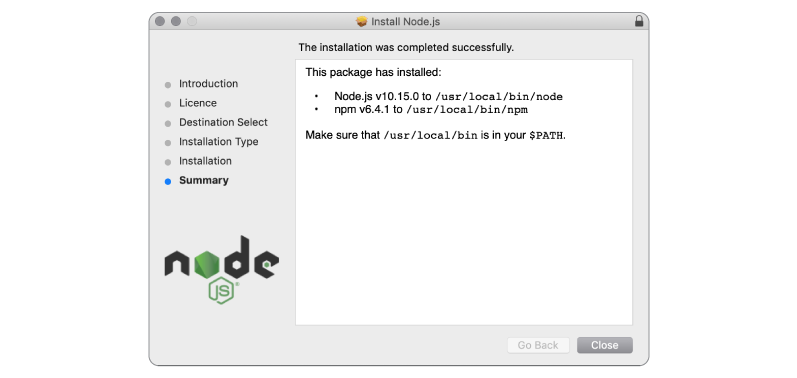 Install Node.js
The installation was completed successfully.
Introduction
Licence
Destination Select
Installation Type
Installation
Summary
This package has installed:
• Node.js v10.15.0 to /usr/local/bin/node
• npm v6.4.1 to /usr/local/bin/npm
Make sure that /usr/local/bin is in your $PATH.
node
JS®
Go Back
Close